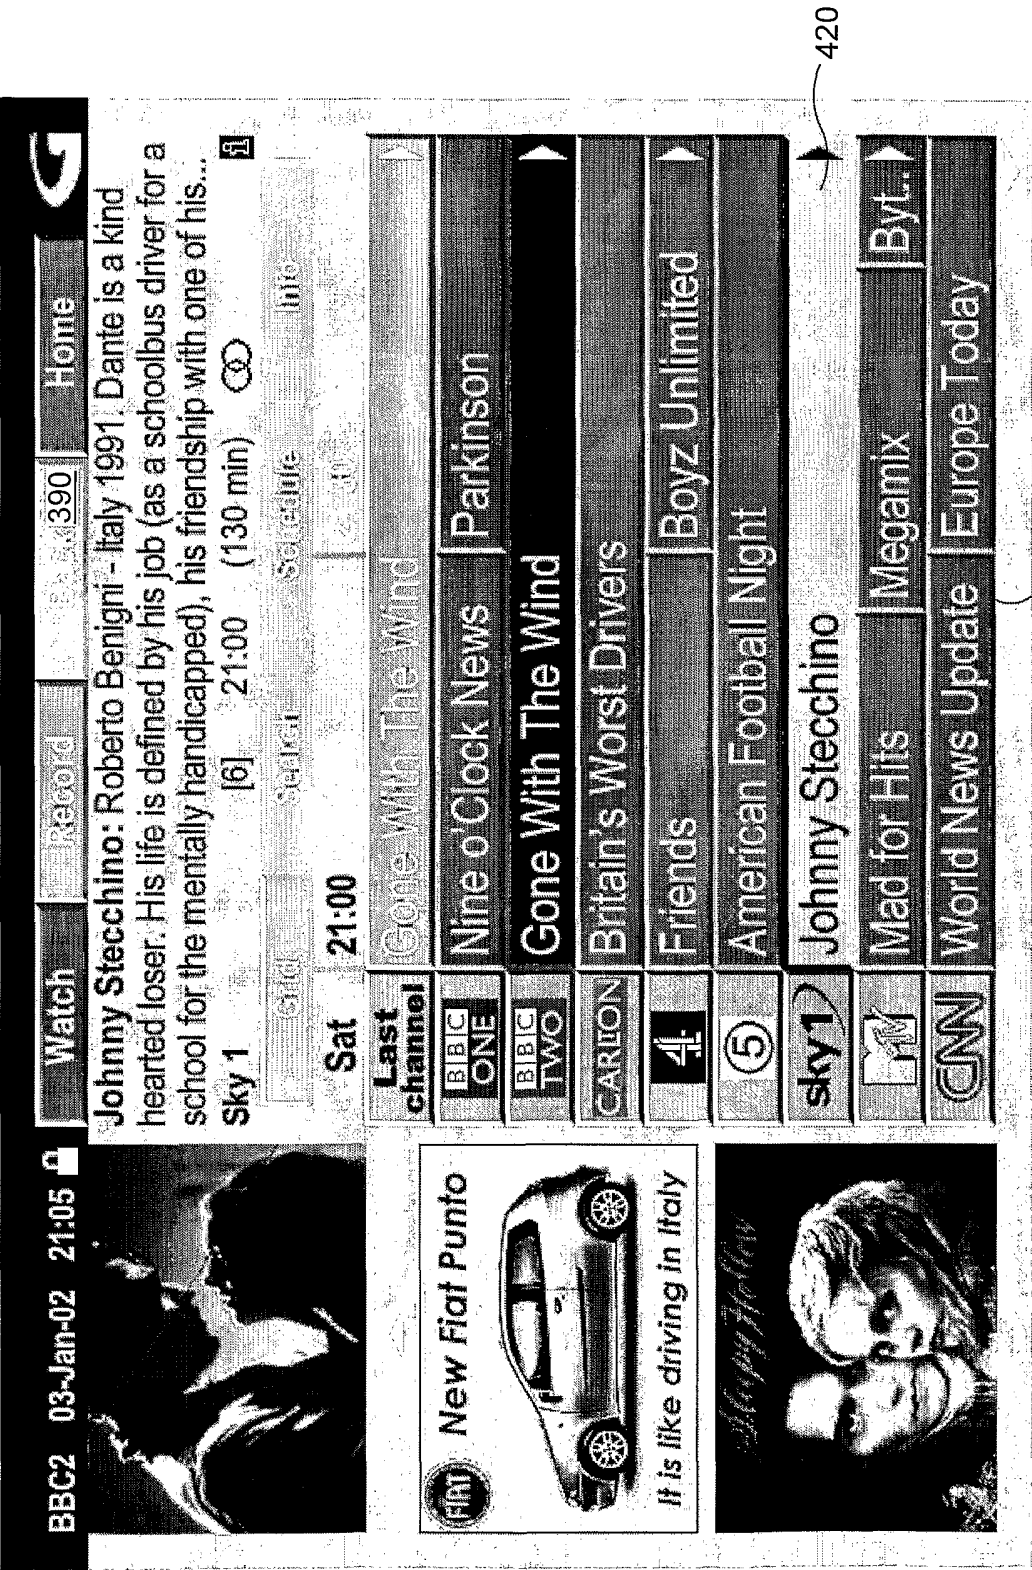 BBC2 03-Jan-02 21:05
Watch Record Back 390 Home
Johnny Stecchino: Roberto Benigni - Italy 1991. Dante is a kind
hearted loser. His life is defined by his job (as a schoolbus driver for a
school for the mentally handicapped), his friendship with one of his...
Sky 1 [6] 21:00 (130 min) i
Grid Search Schedule Info
Sat 21:00
Last channel Gone With The Wind
BBC ONE Nine o'Clock News Parkinson
BBC TWO Gone With The Wind
CARLTON Britain's Worst Drivers
4 Friends Boyz Unlimited
5 American Football Night
sky1 Johnny Stecchino
MTV Mad for Hits Megamix Byt...
CNN World News Update Europe Today
FIAT New Fiat Punto
It is like driving in Italy
Sleepy Hollow
420